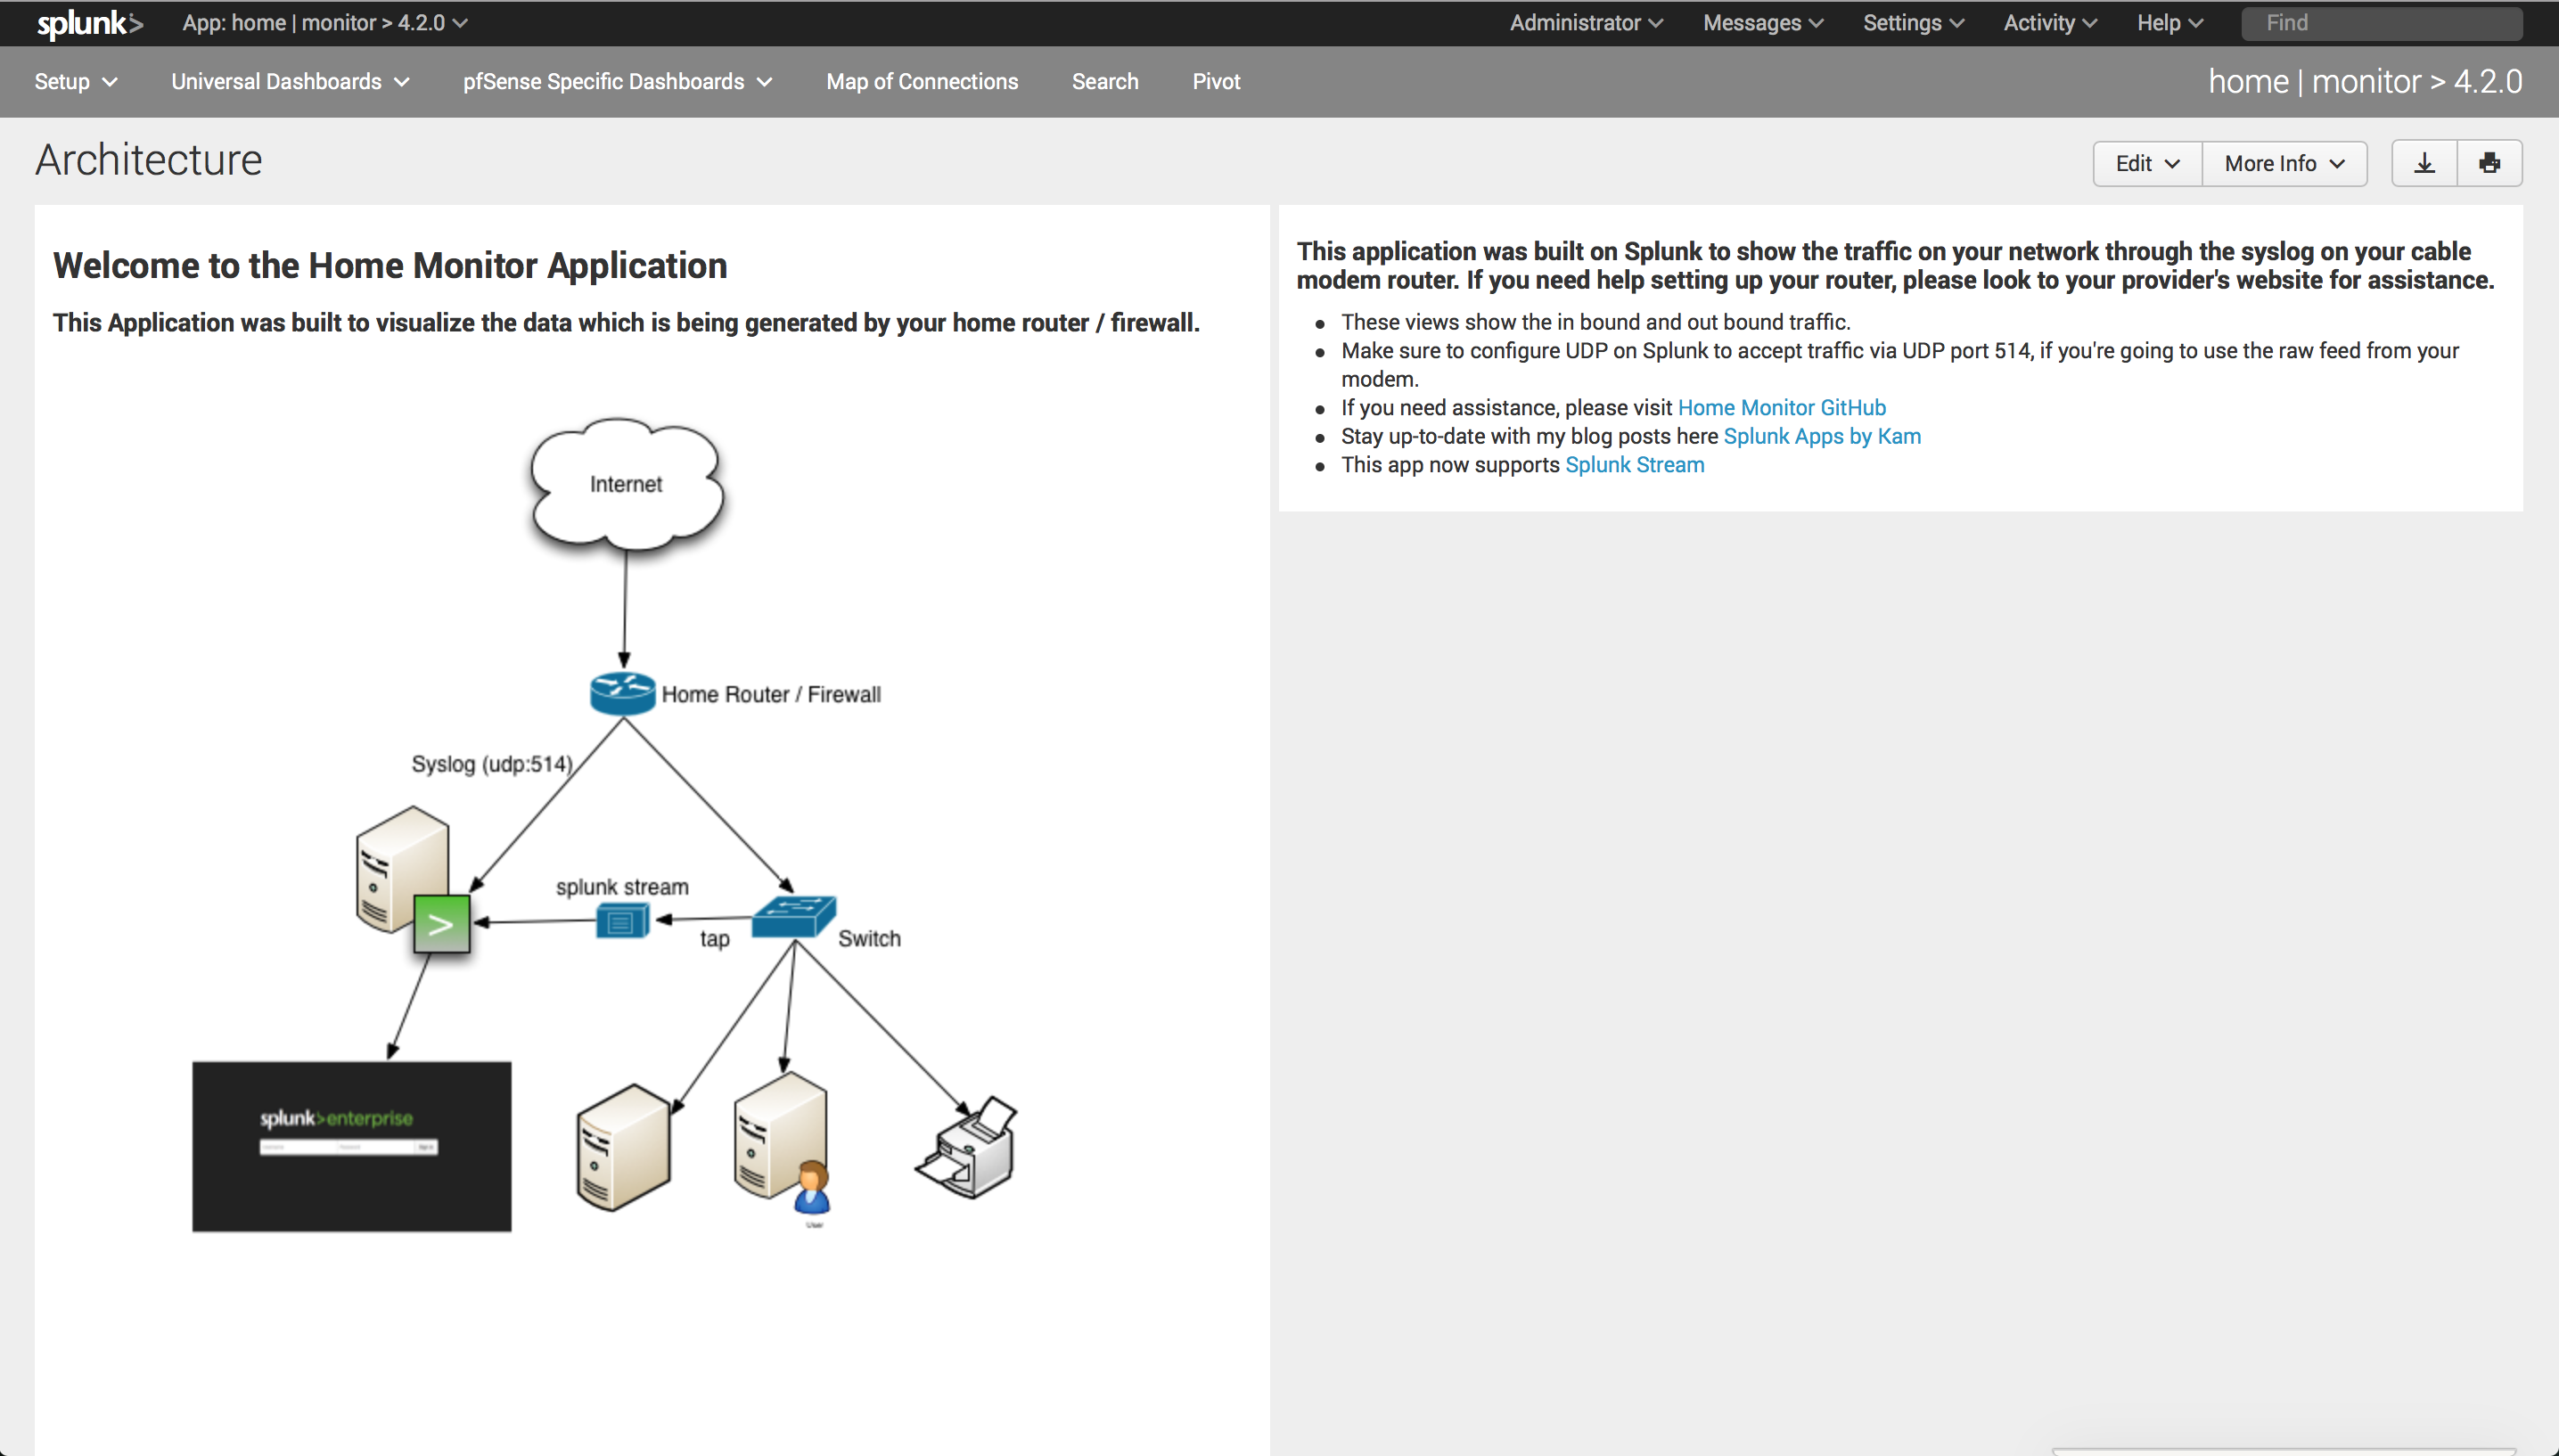 splunk> App: home | monitor > 4.2.0 Administrator Messages Settings Activity Help Find
Setup Universal Dashboards pfSense Specific Dashboards Map of Connections Search Pivot home | monitor > 4.2.0
Architecture
Edit More Info
Welcome to the Home Monitor Application
This Application was built to visualize the data which is being generated by your home router / firewall.
Internet
Home Router / Firewall
Syslog (udp:514)
splunk stream
>
tap
Switch
splunk>enterprise
User
This application was built on Splunk to show the traffic on your network through the syslog on your cable
modem router. If you need help setting up your router, please look to your provider's website for assistance.
These views show the in bound and out bound traffic.
Make sure to configure UDP on Splunk to accept traffic via UDP port 514, if you're going to use the raw feed from your
modem.
If you need assistance, please visit Home Monitor GitHub
Stay up-to-date with my blog posts here Splunk Apps by Kam
This app now supports Splunk Stream